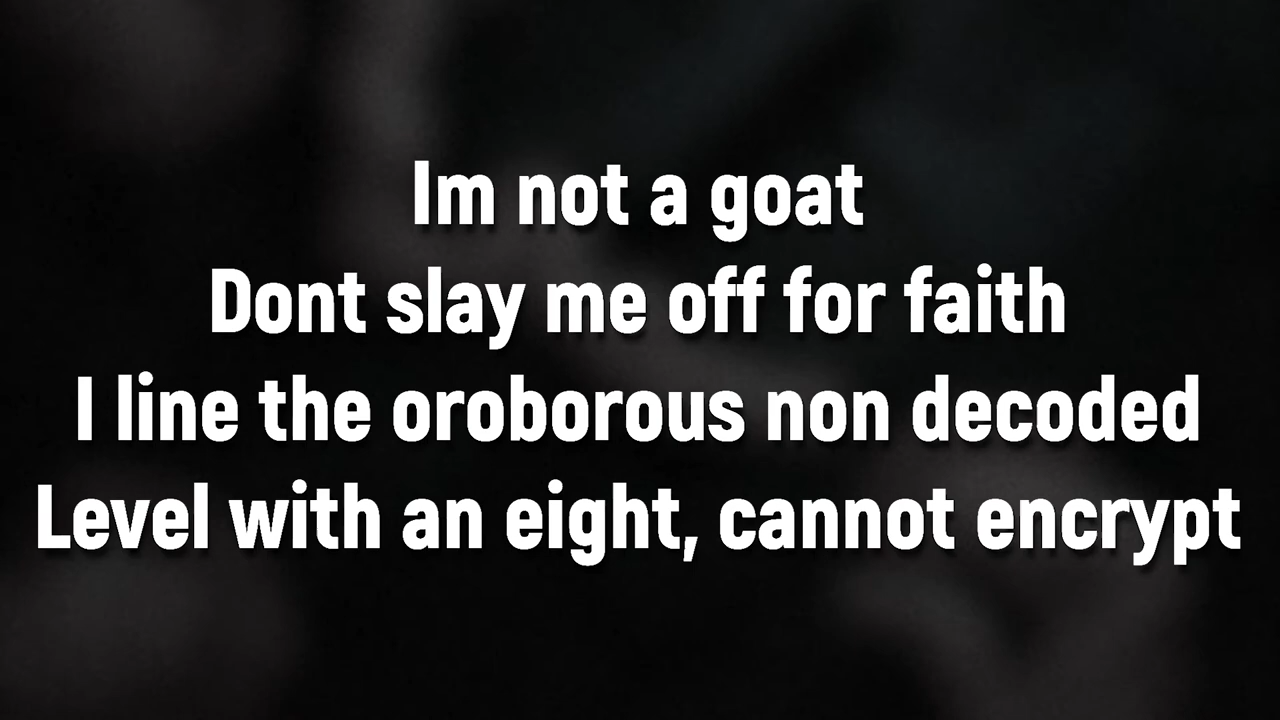 Im not a goat
Dont slay me off for faith
I line the oroborous non decoded
Level with an eight, cannot encrypt